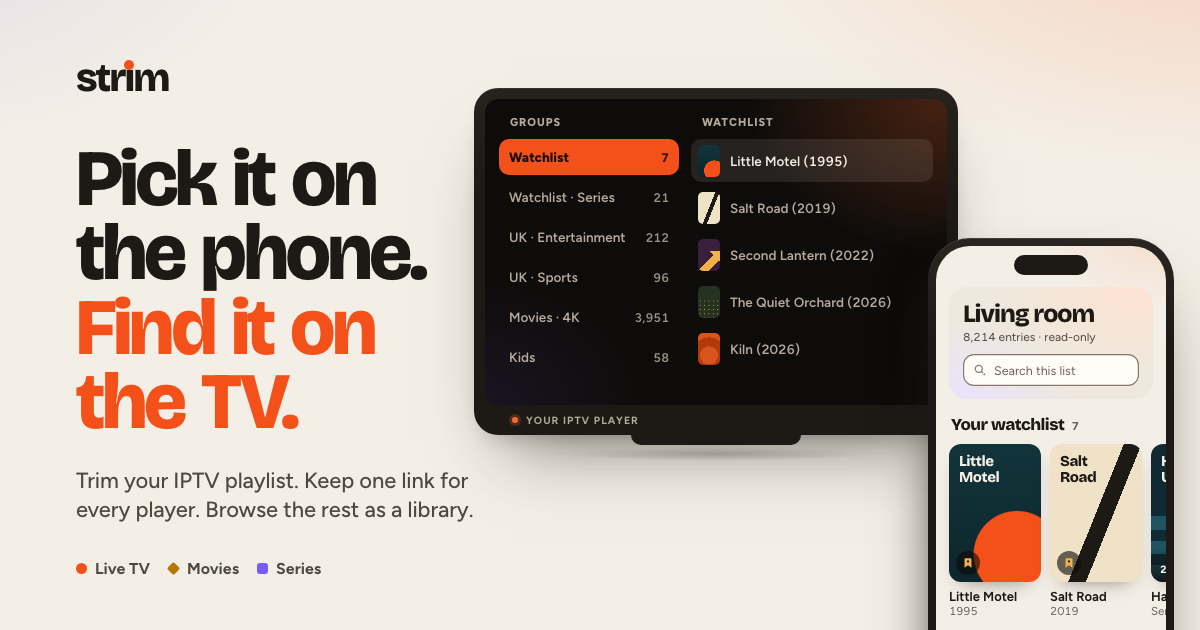 strim
Pick it on
the phone.
Find it on
the TV.
Trim your IPTV playlist. Keep one link for
every player. Browse the rest as a library.
Live TV
Movies
Series
GROUPS
Watchlist 7
Watchlist · Series 21
UK · Entertainment 212
UK · Sports 96
Movies · 4K 3,951
Kids 58
WATCHLIST
Little Motel (1995)
Salt Road (2019)
Second Lantern (2022)
The Quiet Orchard (2026)
Kiln (2026)
YOUR IPTV PLAYER
Living room
8,214 entries · read-only
Search this list
Your watchlist 7
Little
Motel
Salt
Road
Little Motel
1995
Salt Road
2019